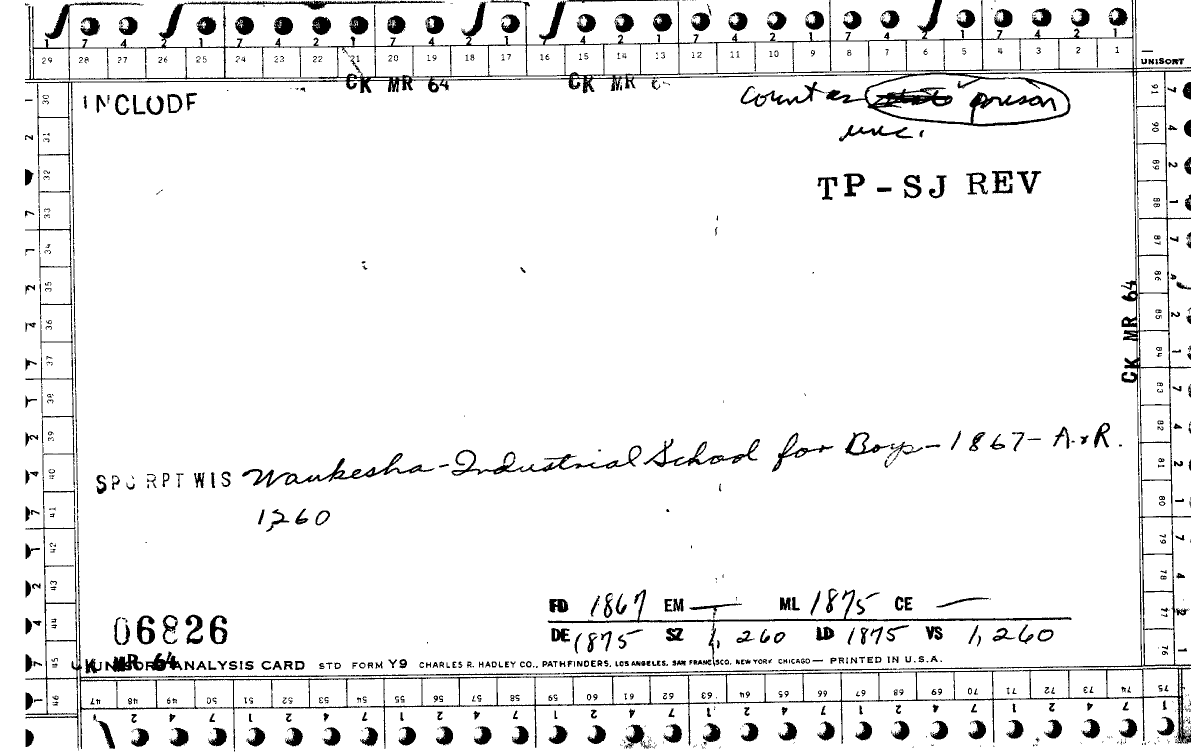 1 7 4 2 1 7 4 2 1 7 4 2 1 7 4 2 1 7 4 2 1 7 4 2 1
29 28 27 26 25 24 23 22 21 20 19 18 17 16 15 14 13 12 11 10 9 8 7 6 5 4 3 2 1
UNISORT
CK MR 64 CK MR 6
INCLUDE
count as state prison
unc.
TP-SJ REV
CK MR 64
SPC RPT WIS Waukesha-Industrial School for Boys-1867-A&R.
1,260
FD 1867 EM — ML 1875 CE —
DE 1875 SZ 1,260 LD 1875 VS 1,260
06826
CK MR 64
UNISORT ANALYSIS CARD STD FORM Y9 CHARLES R. HADLEY CO., PATHFINDERS, LOS ANGELES, SAN FRANCISCO, NEW YORK CHICAGO — PRINTED IN U.S.A.
30 31 32 33 34 35 36 37 38 39 40 41 42 43 44 45 46
47 48 49 50 51 52 53 54 55 56 57 58 59 60 61 62 63 64 65 66 67 68 69 70 71 72 73 74 75
76 77 78 79 80 81 82 83 84 85 86 87 88 89 90 91